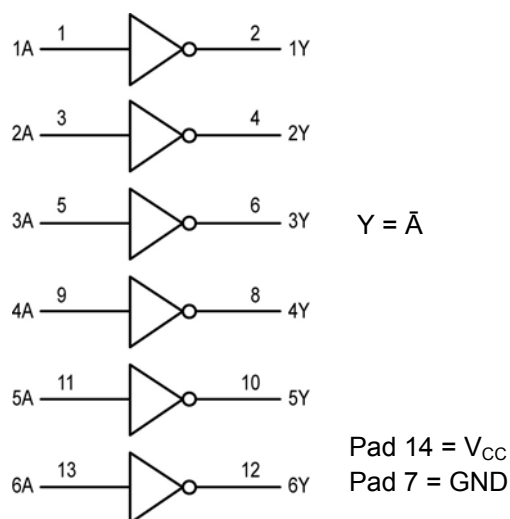 1A 1 2 1Y
2A 3 4 2Y
3A 5 6 3Y
Y = Ā
4A 9 8 4Y
5A 11 10 5Y
6A 13 12 6Y
Pad 14 = V_CC
Pad 7 = GND